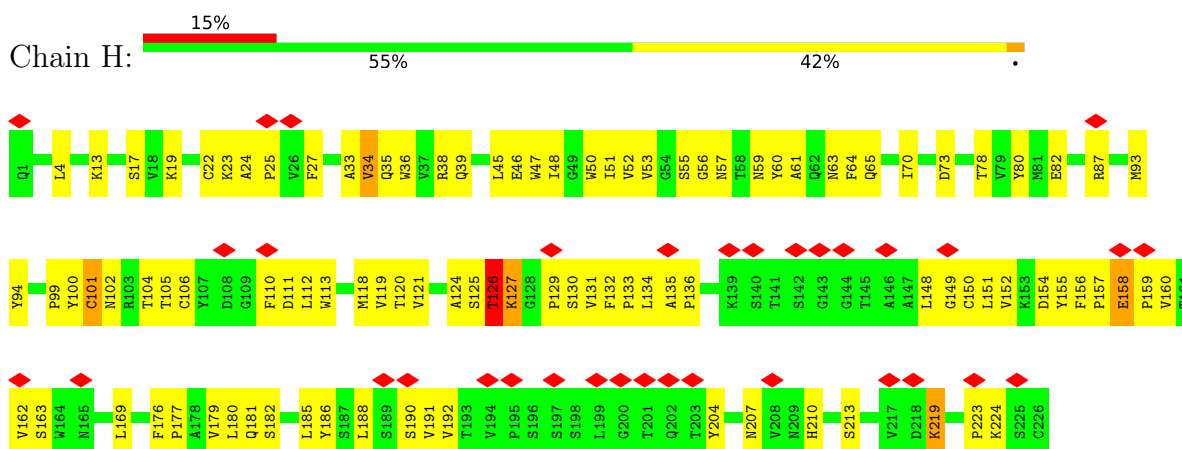 15%
Chain H:
55% 42% •
Q1 L4 K13 S17 V18 K19 C22 K23 A24 P25 V26 F27 A33 V34 Q35 W36 V37 R38 Q39 L45 E46 W47 I48 G49 W50 I51 V52 V53 G54 S55 G56 N57 T58 N59 Y60 A61 Q62 N63 F64 Q65 I70 D73 T78 V79 Y80 M81 E82 R87 M93
Y94 P99 Y100 C101 N102 R103 T104 T105 C106 Y107 D108 G109 F110 D111 L112 W113 M118 V119 T120 V121 A124 S125 T126 K127 G128 P129 S130 V131 F132 P133 L134 A135 P136 K139 S140 T141 S142 G143 G144 T145 A146 A147 L148 G149 C150 L151 V152 K153 D154 Y155 F156 P157 E158 P159 V160
V162 S163 W164 N165 L169 F176 P177 A178 V179 L180 Q181 S182 L185 Y186 S187 L188 S189 S190 V191 V192 T193 V194 P195 S196 S197 S198 L199 G200 T201 Q202 T203 Y204 N207 V208 N209 H210 S213 V217 D218 K219 P223 K224 S225 C226